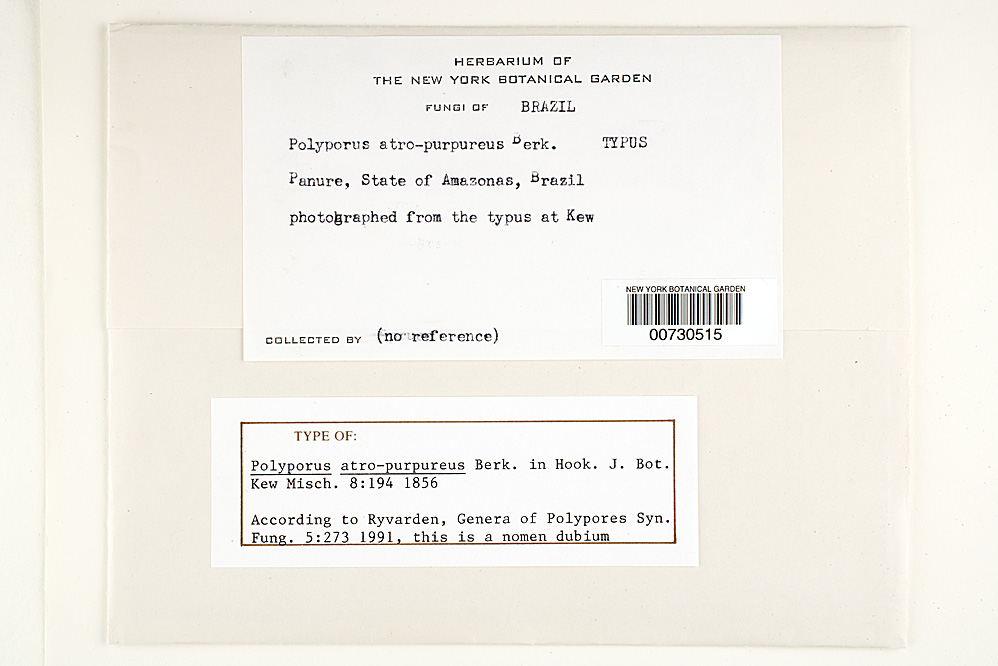 HERBARIUM OF
THE NEW YORK BOTANICAL GARDEN
FUNGI OF BRAZIL
Polyporus atro-purpureus Berk. TYPUS
Panure, State of Amazonas, Brazil
photographed from the typus at Kew
NEW YORK BOTANICAL GARDEN
00730515
COLLECTED BY (no reference)
TYPE OF:
Polyporus atro-purpureus Berk. in Hook. J. Bot.
Kew Misch. 8:194 1856
According to Ryvarden, Genera of Polypores Syn.
Fung. 5:273 1991, this is a nomen dubium